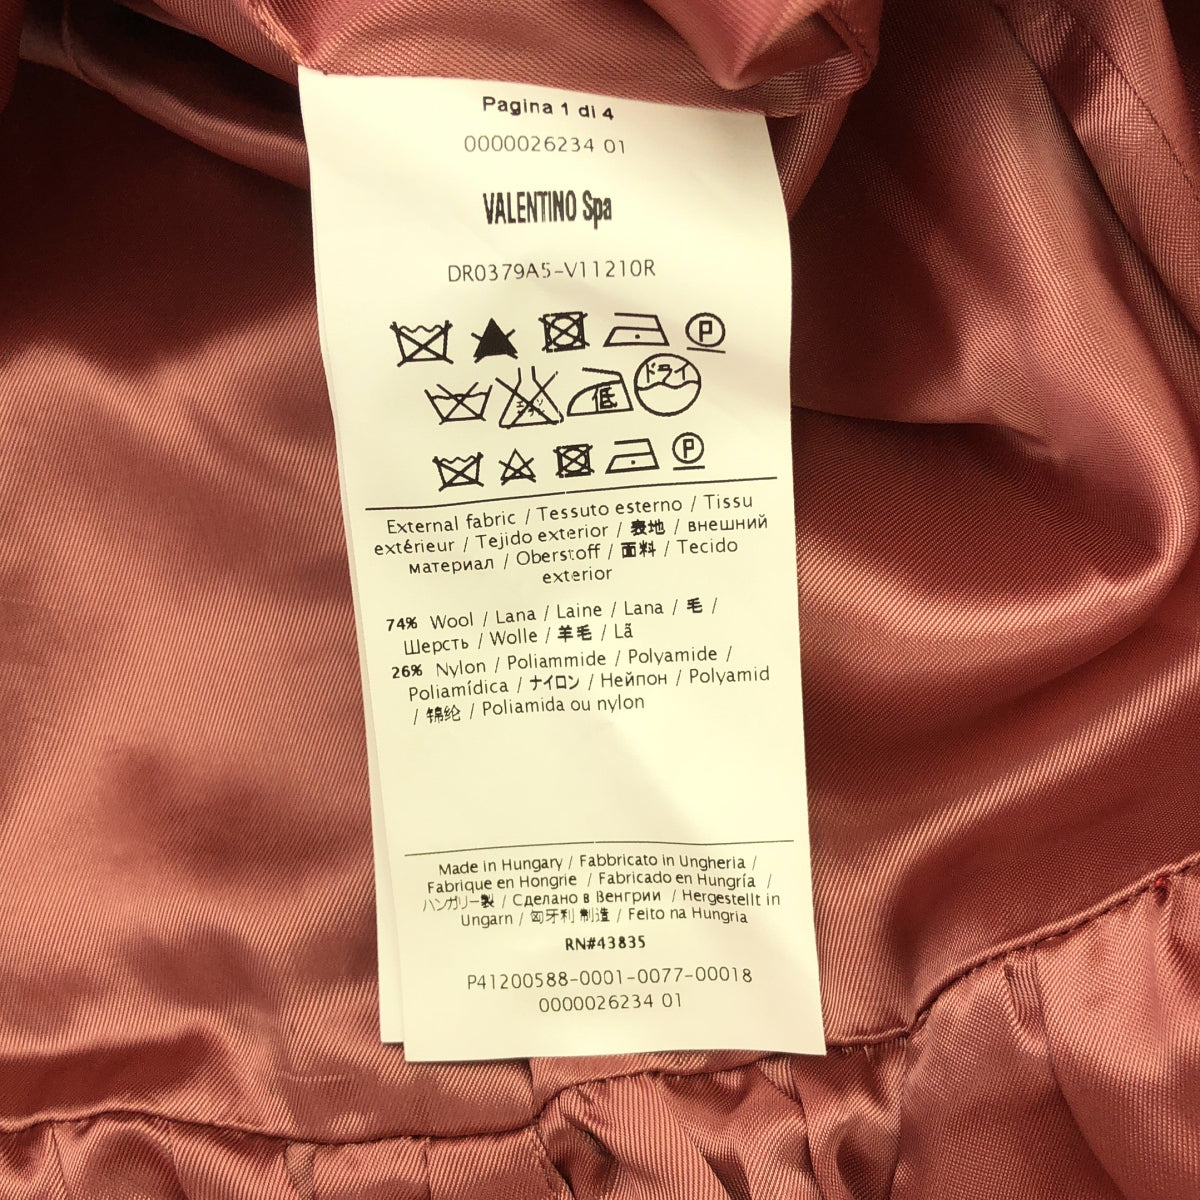 Pagina 1 di 4
0000026234 01
VALENTINO Spa
DR0379A5-V11210R
P
ドライ
低
P
External fabric / Tessuto esterno / Tissu
extérieur / Tejido exterior / 表地 / внешний
материал / Oberstoff / 面料 / Tecido
exterior
74% Wool / Lana / Laine / Lana / 毛 /
Шерсть / Wolle / 羊毛 / Lã
26% Nylon / Poliammide / Polyamide /
Poliamídica / ナイロン / Нейлон / Polyamid
/ 锦纶 / Poliamida ou nylon
Made in Hungary / Fabbricato in Ungheria /
Fabrique en Hongrie / Fabricado en Hungría /
ハンガリー製 / Сделано в Венгрии / Hergestellt in
Ungarn / 匈牙利 制造 / Feito na Hungria
RN#43835
P41200588-0001-0077-00018
0000026234 01